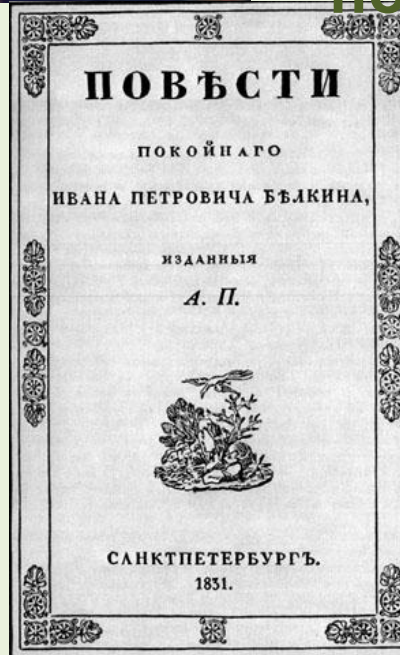 ПОВѢСТИ
ПОКОЙНАГО
ИВАНА ПЕТРОВИЧА БѢЛКИНА,
ИЗДАННЫЯ
А. П.
САНКТПЕТЕРБУРГЪ.
1831.